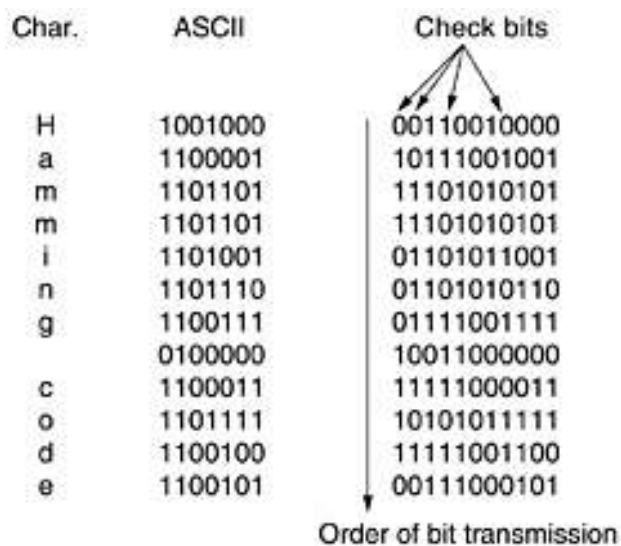 Char. ASCII Check bits
H 1001000 00110010000
a 1100001 10111001001
m 1101101 11101010101
m 1101101 11101010101
i 1101001 01101011001
n 1101110 01101010110
g 1100111 01111001111
0100000 10011000000
c 1100011 11111000011
o 1101111 10101011111
d 1100100 11111001100
e 1100101 00111000101
Order of bit transmission